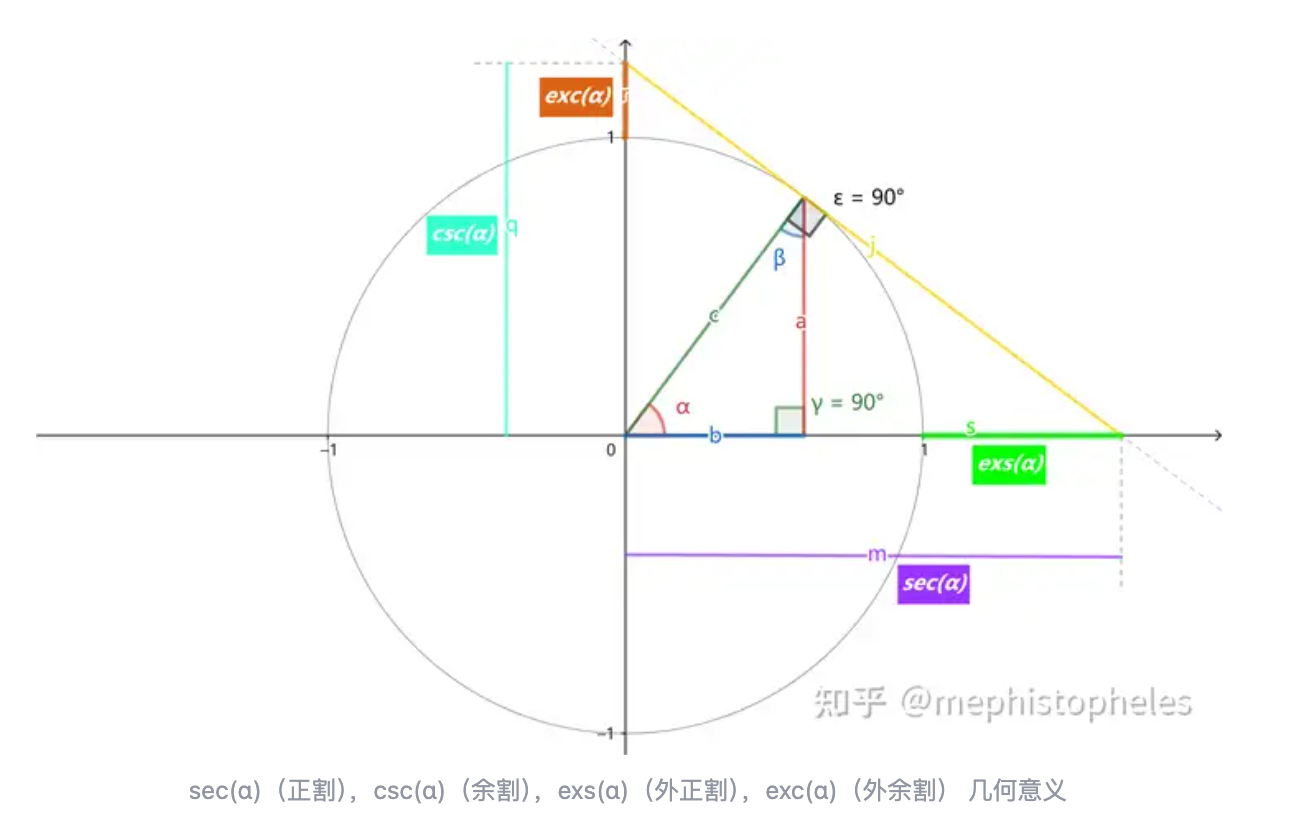 exc(α)
1
ε = 90°
csc(α)
q
j
β
c
a
α
γ = 90°
b
s
-1
0
1
exs(α)
m
sec(α)
知乎 @mephistopheles
-1
sec(α)（正割），csc(α)（余割），exs(α)（外正割），exc(α)（外余割） 几何意义